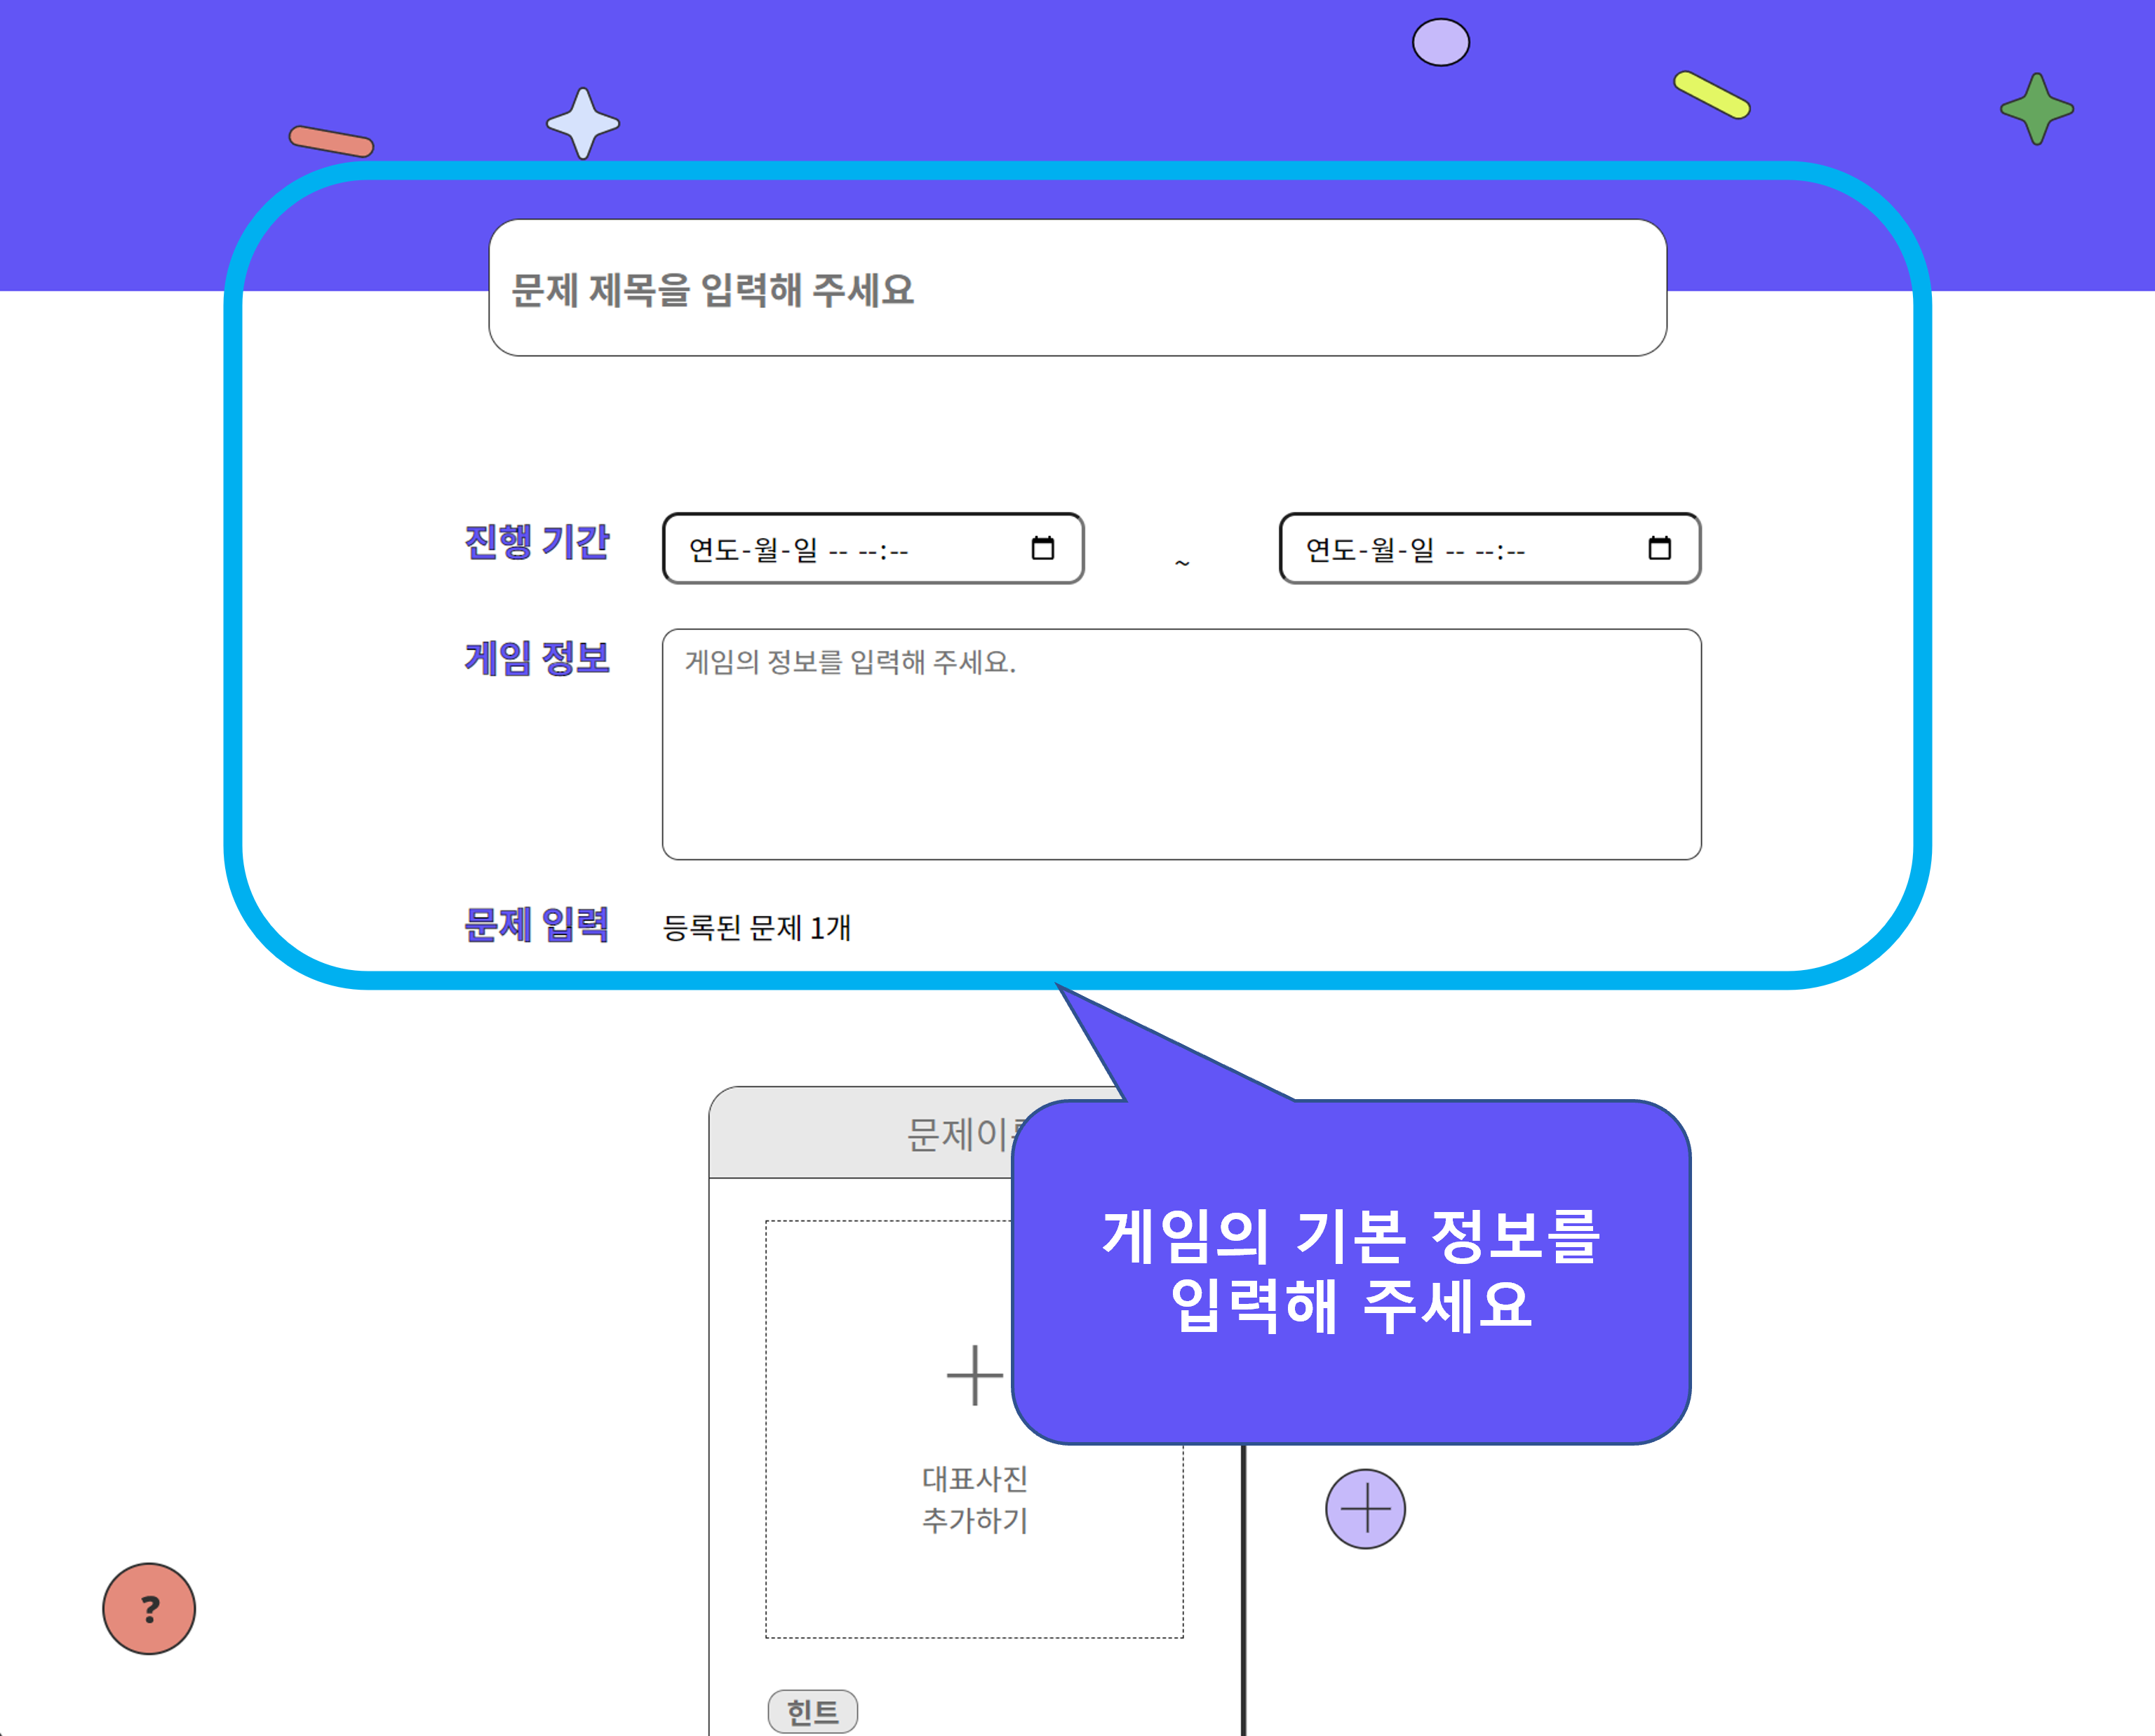 문제 제목을 입력해 주세요
진행 기간 연도-월-일 -- --:-- ~ 연도-월-일 -- --:--
게임 정보 게임의 정보를 입력해 주세요.
문제 입력 등록된 문제 1개
문제이
게임의 기본 정보를
입력해 주세요
대표사진
추가하기
?
힌트